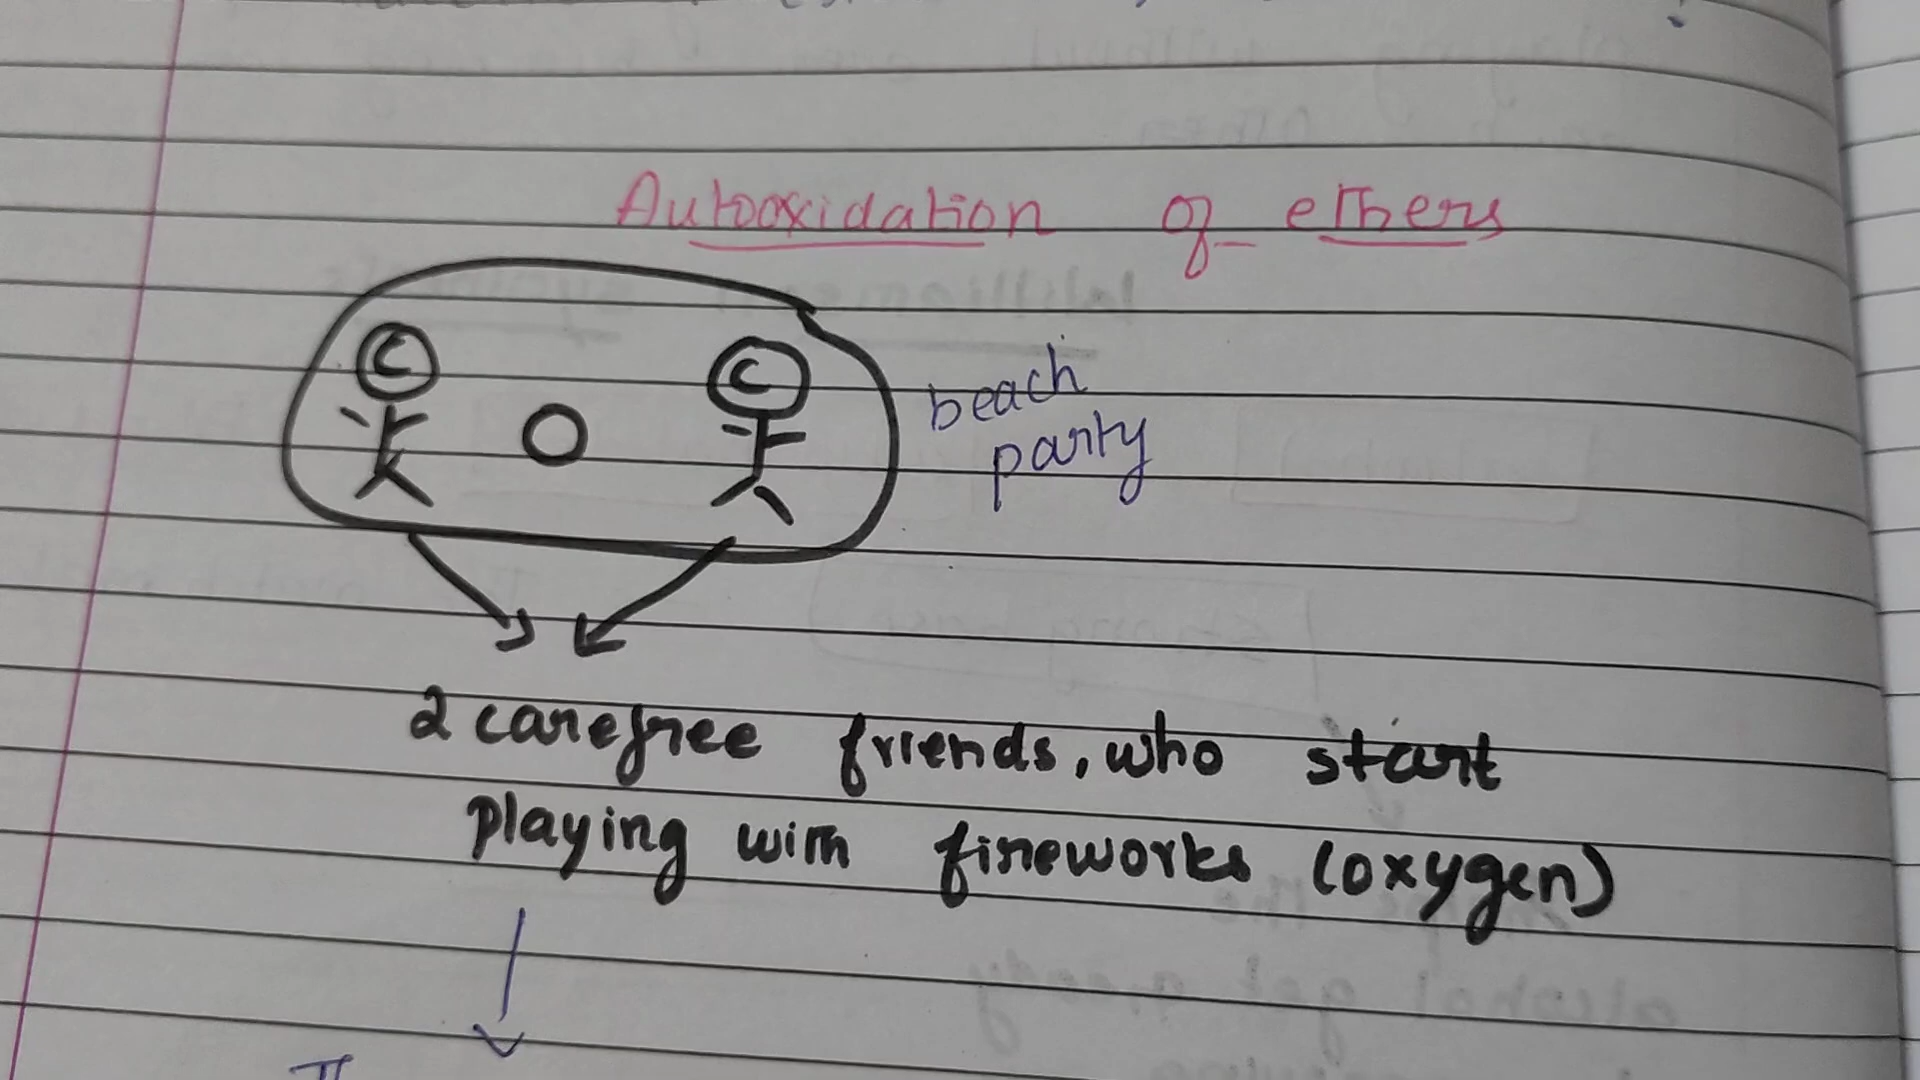 Autooxidation of ethers
C O C
beach
party
2 carefree friends, who start
playing with fireworks (oxygen)